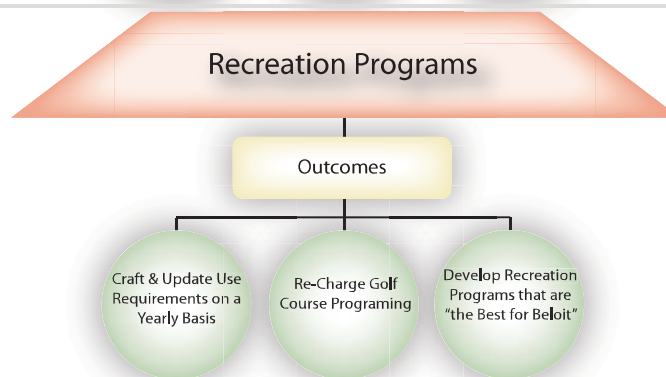 Recreation Programs
Outcomes
Craft & Update Use
Requirements on a
Yearly Basis
Re-Charge Golf
Course Programing
Develop Recreation
Programs that are
“the Best for Beloit”